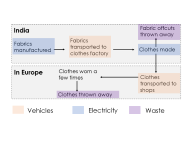 India
Fabric offcuts
thrown away
Fabrics
manufactured
Fabrics
transported to
clothes factory
Clothes made
In Europe
Clothes worn a
few times
Clothes
transported to
shops
Clothes thrown away
Vehicles
Electricity
Waste